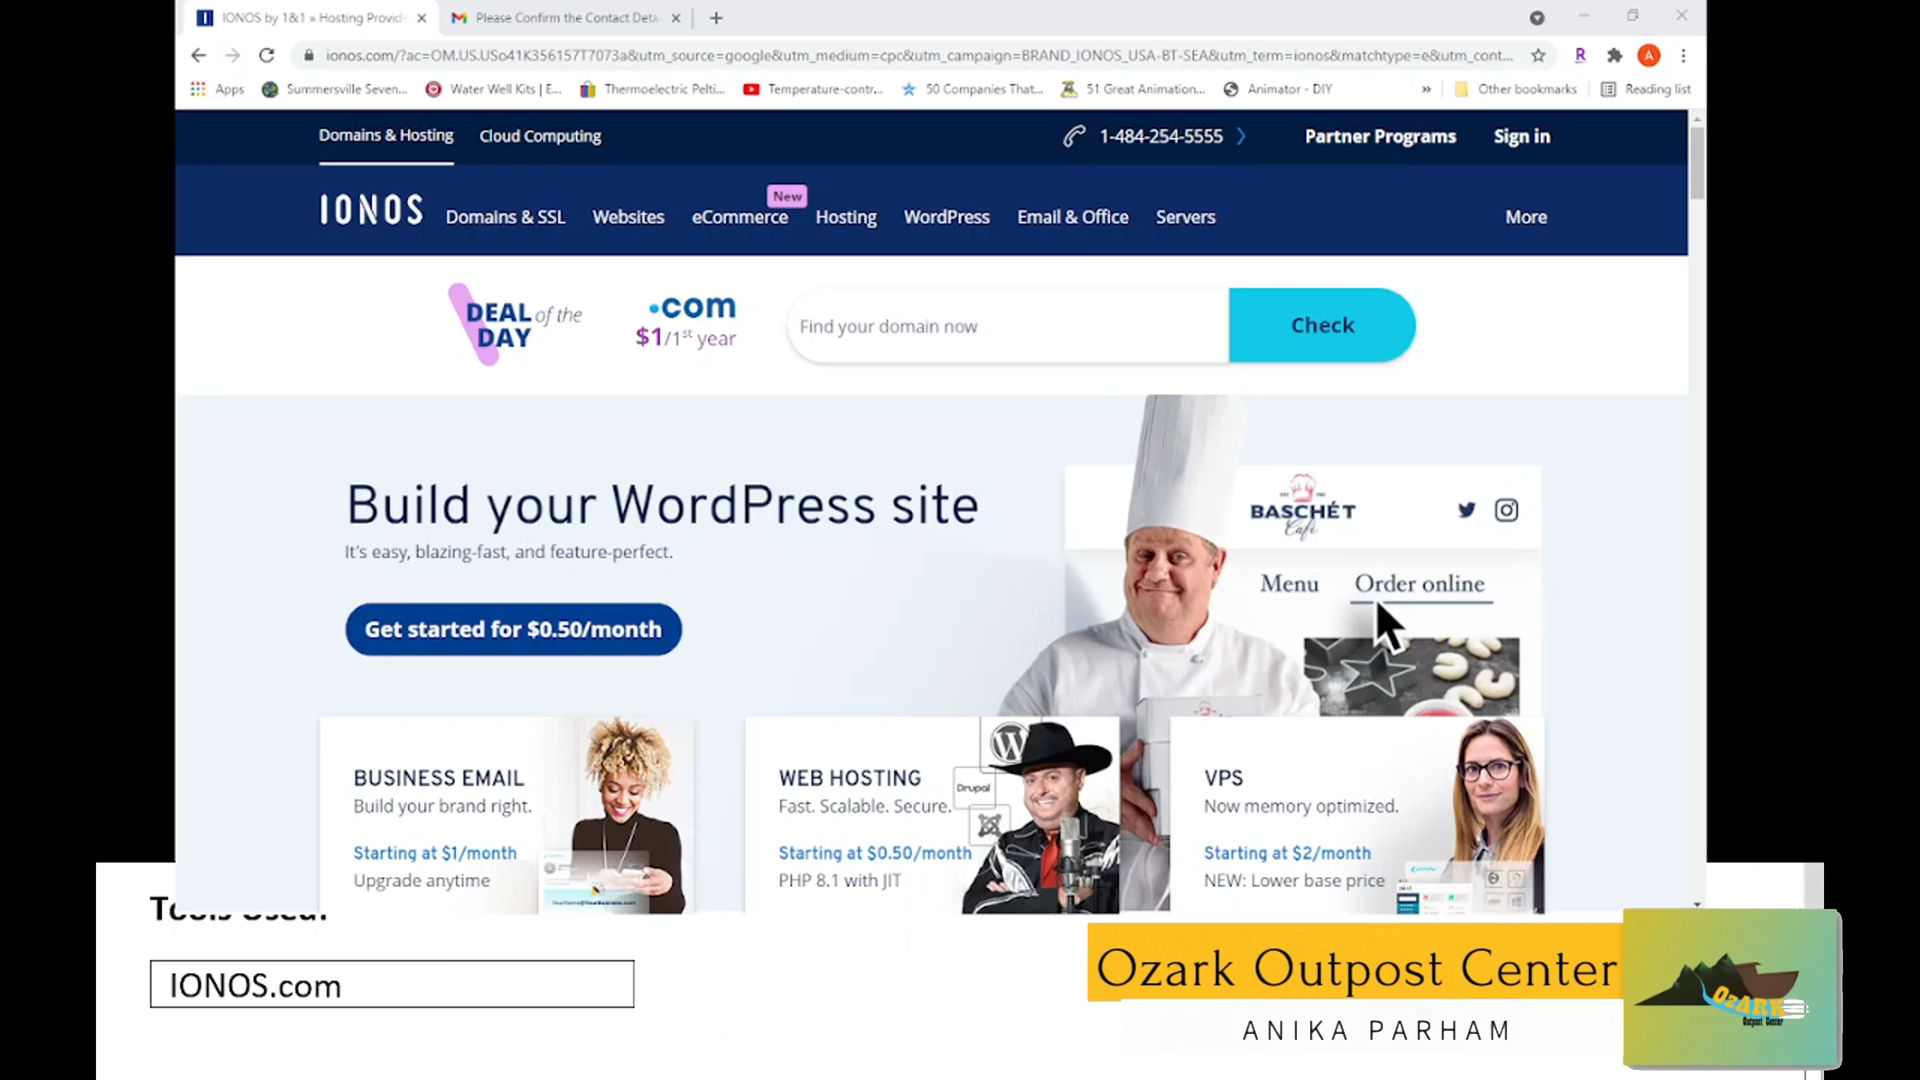 IONOS by 1&1 » Hosting Provid
Please Confirm the Contact Deta
ionos.com/?ac=OM.US.USo41K356157T7073a&utm_source=google&utm_medium=cpc&utm_campaign=BRAND_IONOS_USA-BT-SEA&utm_term=ionos&matchtype=e&utm_cont...
R
A
Apps
Summersville Seven...
Water Well Kits | E...
Thermoelectric Pelti...
Temperature-contr...
50 Companies That...
51 Great Animation...
Animator - DIY
»
Other bookmarks
Reading list
Domains & Hosting
Cloud Computing
1-484-254-5555
Partner Programs
Sign in
New
IONOS
Domains & SSL
Websites
eCommerce
Hosting
WordPress
Email & Office
Servers
More
DEAL of the
DAY
.com
$1/1st year
Find your domain now
Check
Build your WordPress site
It's easy, blazing-fast, and feature-perfect.
Get started for $0.50/month
BASCHÉT
Café
Menu
Order online
BUSINESS EMAIL
Build your brand right.
Starting at $1/month
Upgrade anytime
WEB HOSTING
Fast. Scalable. Secure.
Starting at $0.50/month
PHP 8.1 with JIT
Drupal
VPS
Now memory optimized.
Starting at $2/month
NEW: Lower base price
Tools Used:
IONOS.com
Ozark Outpost Center
ANIKA PARHAM
OzARK
Outpost Center